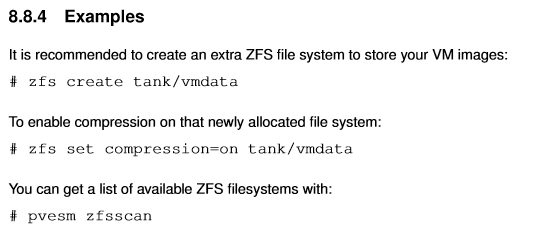 8.8.4 Examples
It is recommended to create an extra ZFS file system to store your VM images:
# zfs create tank/vmdata
To enable compression on that newly allocated file system:
# zfs set compression=on tank/vmdata
You can get a list of available ZFS filesystems with:
# pvesm zfsscan